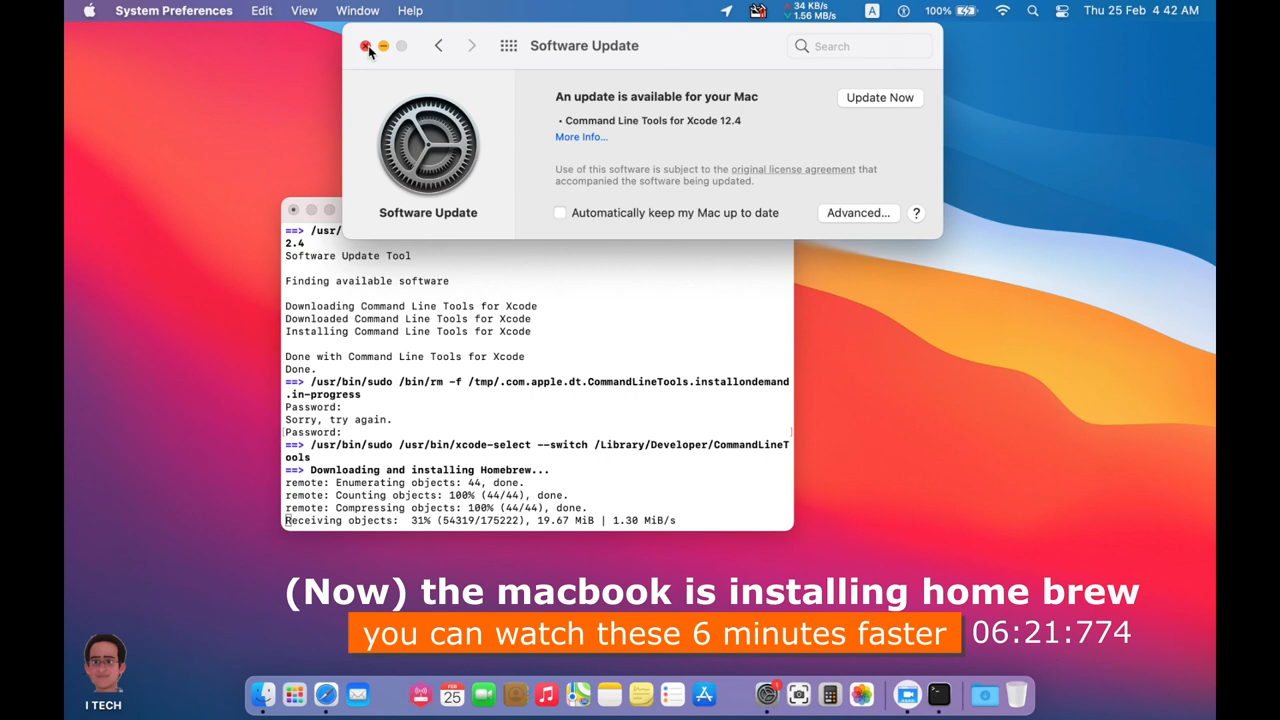 System Preferences Edit View Window Help
34 KB/s
1.56 MB/s
A
100%
Thu 25 Feb 4:42 AM
Software Update
Search
An update is available for your Mac
Update Now
• Command Line Tools for Xcode 12.4
More Info...
Use of this software is subject to the original license agreement that
accompanied the software being updated.
Software Update
Automatically keep my Mac up to date
Advanced...
?
==> /usr/
2.4
Software Update Tool
Finding available software
Downloading Command Line Tools for Xcode
Downloaded Command Line Tools for Xcode
Installing Command Line Tools for Xcode
Done with Command Line Tools for Xcode
Done.
==> /usr/bin/sudo /bin/rm -f /tmp/.com.apple.dt.CommandLineTools.installondemand
.in-progress
Password:
Sorry, try again.
[Password: ]
==> /usr/bin/sudo /usr/bin/xcode-select --switch /Library/Developer/CommandLineT
ools
==> Downloading and installing Homebrew...
remote: Enumerating objects: 44, done.
remote: Counting objects: 100% (44/44), done.
remote: Compressing objects: 100% (44/44), done.
Receiving objects: 31% (54319/175222), 19.67 MiB | 1.30 MiB/s
(Now) the macbook is installing home brew
you can watch these 6 minutes faster 06:21:774
I TECH
FEB
25
1